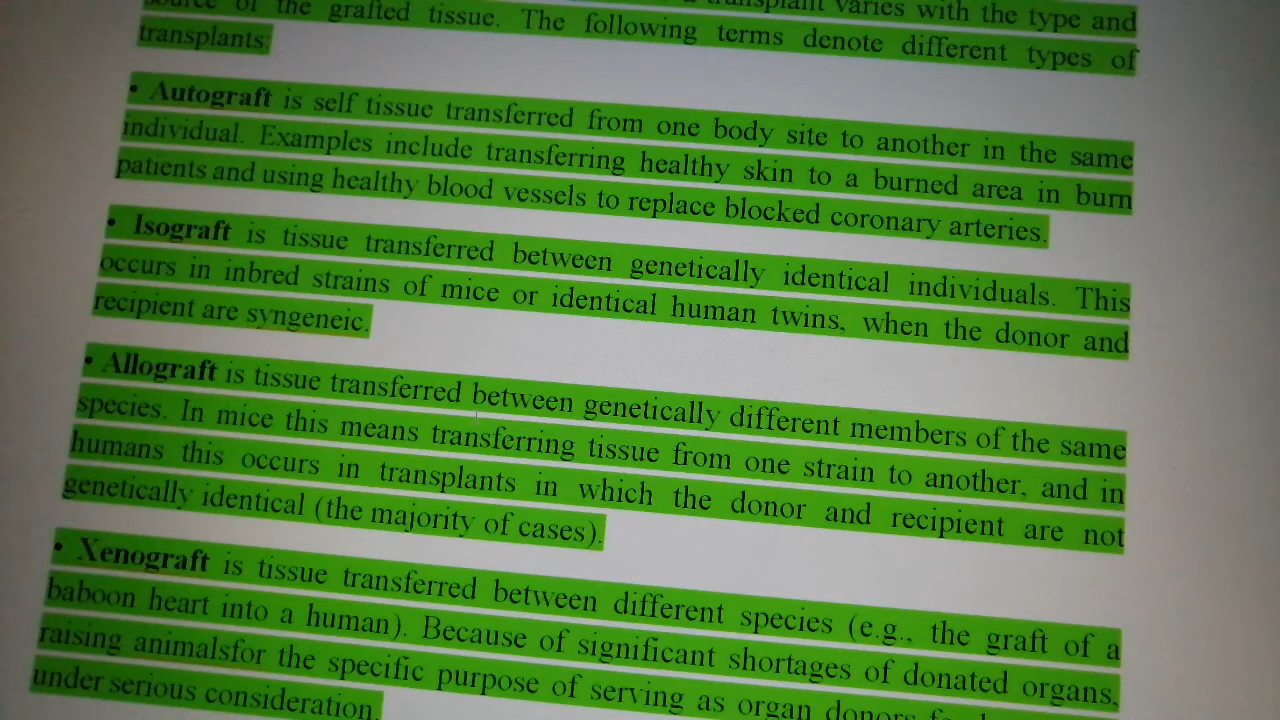 of the grafted tissue. The following terms denote different types of
transplants:
• Autograft is self tissue transferred from one body site to another in the same
individual. Examples include transferring healthy skin to a burned area in burn
patients and using healthy blood vessels to replace blocked coronary arteries.
• Isograft is tissue transferred between genetically identical individuals. This
occurs in inbred strains of mice or identical human twins, when the donor and
recipient are syngeneic.
• Allograft is tissue transferred between genetically different members of the same
species. In mice this means transferring tissue from one strain to another, and in
humans this occurs in transplants in which the donor and recipient are not
genetically identical (the majority of cases).
• Xenograft is tissue transferred between different species (e.g., the graft of a
baboon heart into a human). Because of significant shortages of donated organs,
raising animalsfor the specific purpose of serving as organ donors
under serious consideration.